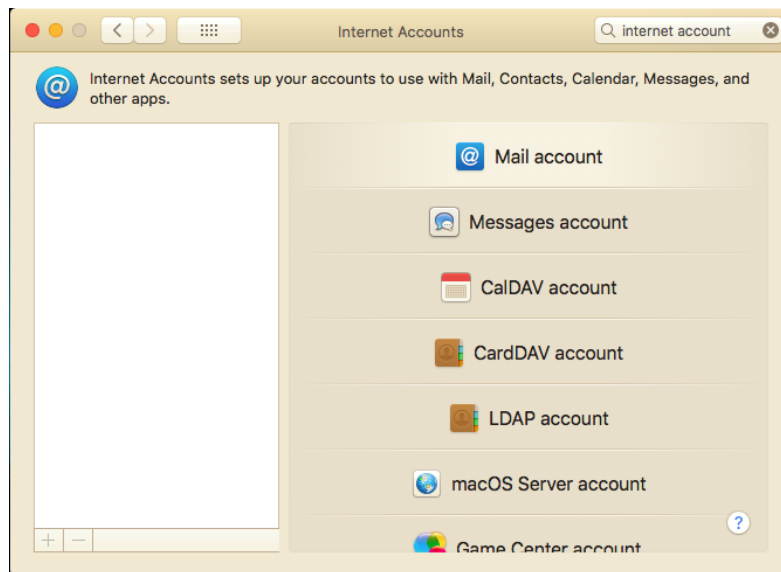 Internet Accounts
internet account
Internet Accounts sets up your accounts to use with Mail, Contacts, Calendar, Messages, and
other apps.
@ Mail account
Messages account
CalDAV account
CardDAV account
LDAP account
macOS Server account
?
Game Center account
+ −